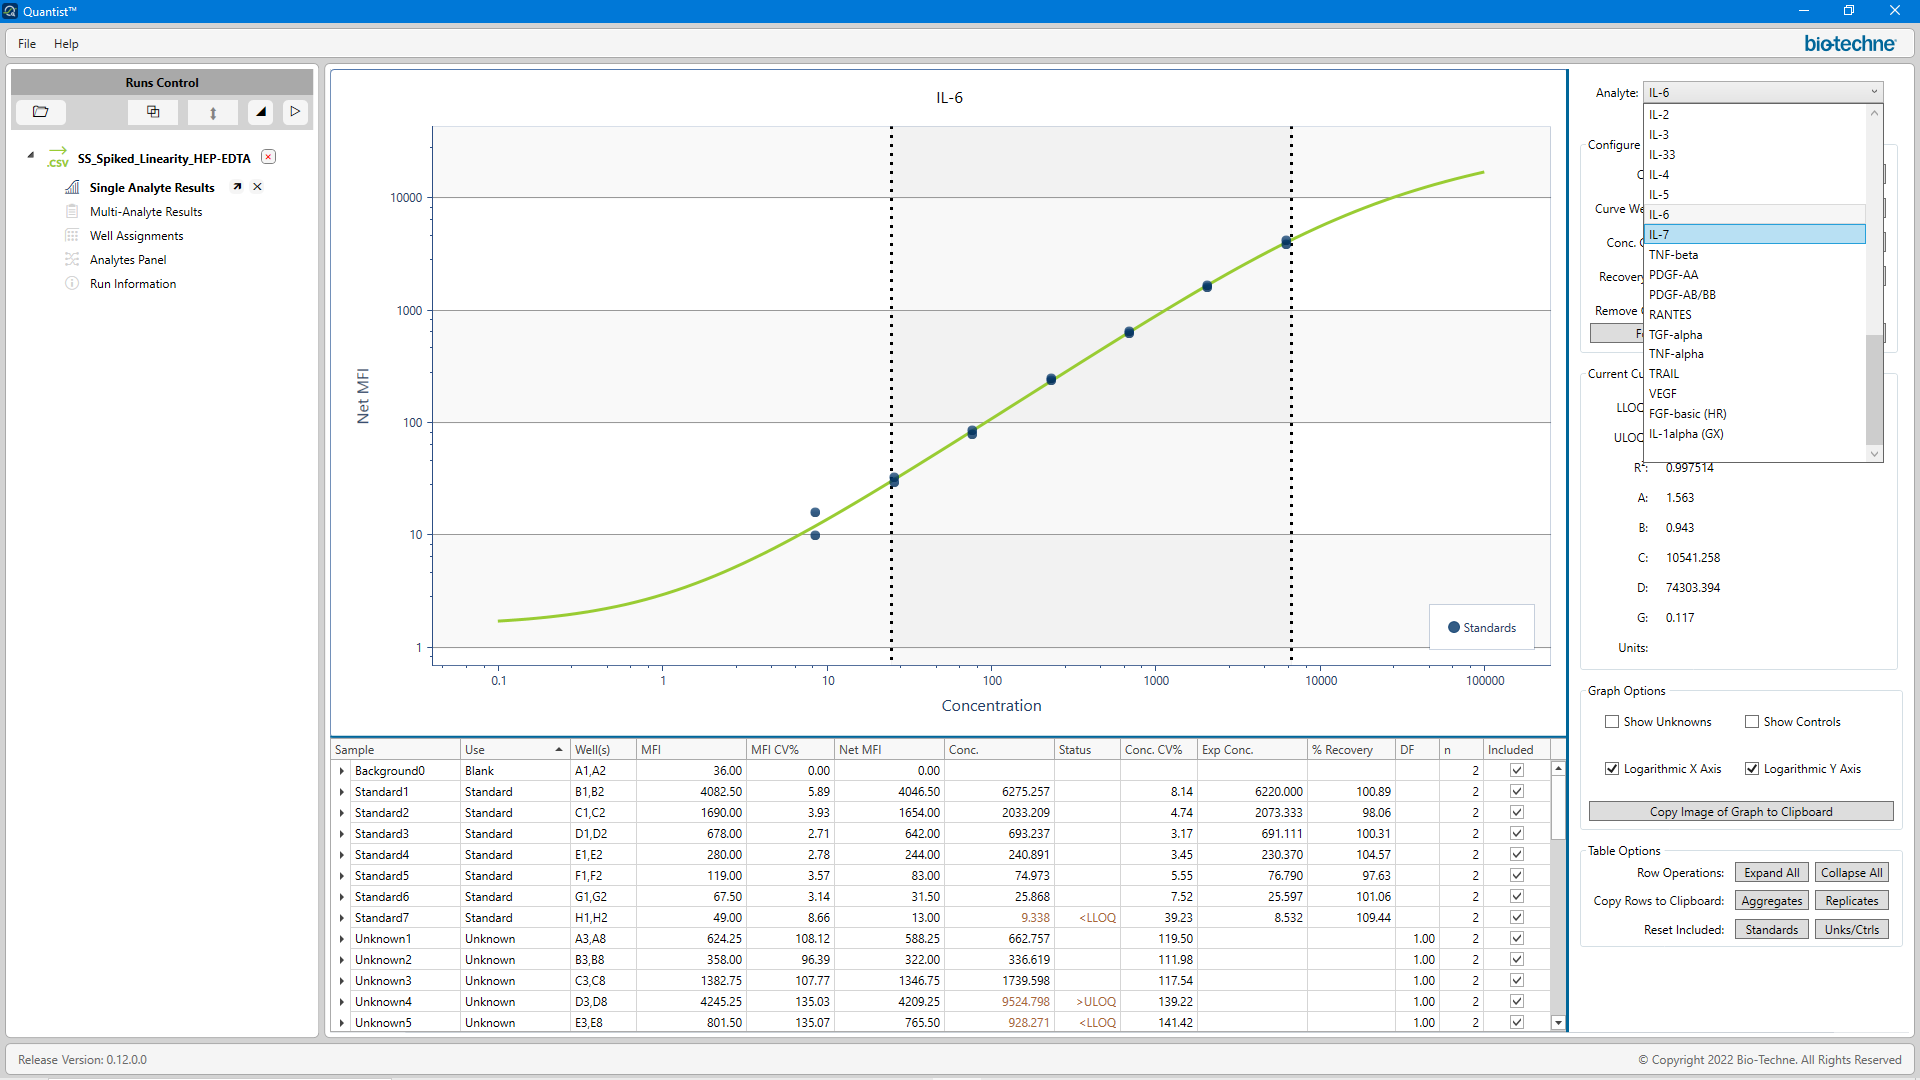 Quantist™
File Help
bio-techne
Runs Control
.CSV SS_Spiked_Linearity_HEP-EDTA
Single Analyte Results
Multi-Analyte Results
Well Assignments
Analytes Panel
Run Information
IL-6
Net MFI
10000
1000
100
10
1
0.1 1 10 100 1000 10000 100000
Concentration
Standards
Analyte: IL-6
IL-2
IL-3
IL-33
IL-4
IL-5
IL-6
IL-7
TNF-beta
PDGF-AA
PDGF-AB/BB
RANTES
TGF-alpha
TNF-alpha
TRAIL
VEGF
FGF-basic (HR)
IL-1alpha (GX)
Configure
Curve We
Conc. C
Recovery
Remove
Current Cu
LLOQ
ULOQ
R²: 0.997514
A: 1.563
B: 0.943
C: 10541.258
D: 74303.394
G: 0.117
Units:
Graph Options
Show Unknowns Show Controls
Logarithmic X Axis Logarithmic Y Axis
Copy Image of Graph to Clipboard
Table Options
Row Operations: Expand All Collapse All
Copy Rows to Clipboard: Aggregates Replicates
Reset Included: Standards Unks/Ctrls
Sample Use Well(s) MFI MFI CV% Net MFI Conc. Status Conc. CV% Exp Conc. % Recovery DF n Included
Background0 Blank A1,A2 36.00 0.00 0.00 2
Standard1 Standard B1,B2 4082.50 5.89 4046.50 6275.257 8.14 6220.000 100.89 2
Standard2 Standard C1,C2 1690.00 3.93 1654.00 2033.209 4.74 2073.333 98.06 2
Standard3 Standard D1,D2 678.00 2.71 642.00 693.237 3.17 691.111 100.31 2
Standard4 Standard E1,E2 280.00 2.78 244.00 240.891 3.45 230.370 104.57 2
Standard5 Standard F1,F2 119.00 3.57 83.00 74.973 5.55 76.790 97.63 2
Standard6 Standard G1,G2 67.50 3.14 31.50 25.868 7.52 25.597 101.06 2
Standard7 Standard H1,H2 49.00 8.66 13.00 9.338 <LLOQ 39.23 8.532 109.44 2
Unknown1 Unknown A3,A8 624.25 108.12 588.25 662.757 119.50 1.00 2
Unknown2 Unknown B3,B8 358.00 96.39 322.00 336.619 111.98 1.00 2
Unknown3 Unknown C3,C8 1382.75 107.77 1346.75 1739.598 117.54 1.00 2
Unknown4 Unknown D3,D8 4245.25 135.03 4209.25 9524.798 >ULOQ 139.22 1.00 2
Unknown5 Unknown E3,E8 801.50 135.07 765.50 928.271 <LLOQ 141.42 1.00 2
Release Version: 0.12.0.0
© Copyright 2022 Bio-Techne. All Rights Reserved